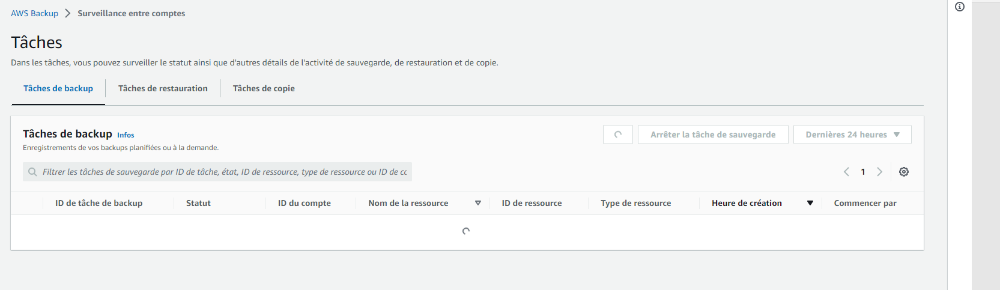 AWS Backup > Surveillance entre comptes
Tâches
Dans les tâches, vous pouvez surveiller le statut ainsi que d'autres détails de l'activité de sauvegarde, de restauration et de copie.
Tâches de backup Tâches de restauration Tâches de copie
Tâches de backup Infos
Arrêter la tâche de sauvegarde Dernières 24 heures
Enregistrements de vos backups planifiées ou à la demande.
Filtrer les tâches de sauvegarde par ID de tâche, état, ID de ressource, type de ressource ou ID de
1
ID de tâche de backup Statut ID du compte Nom de la ressource ID de ressource Type de ressource Heure de création Commencer par